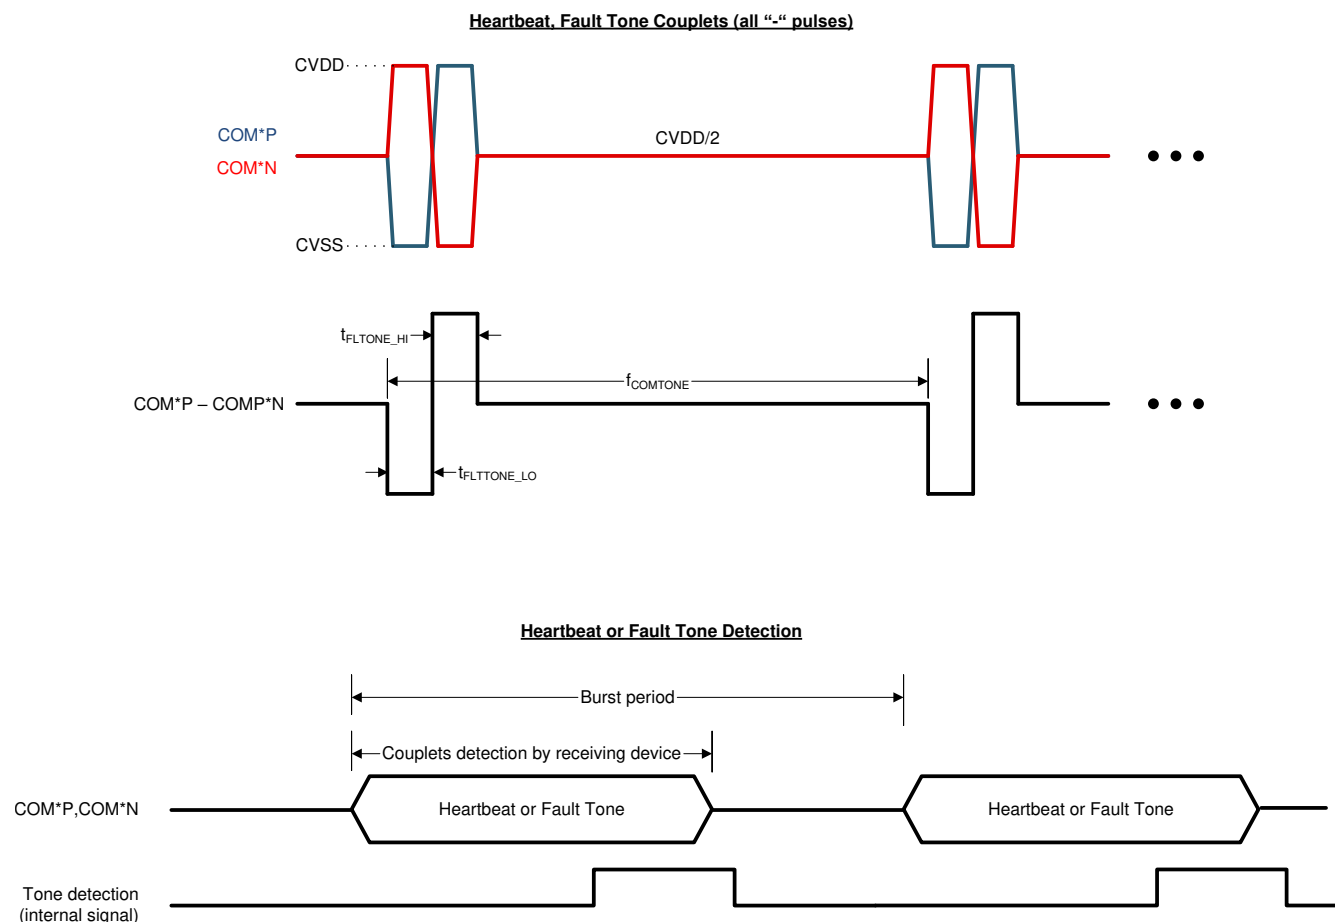 Heartbeat, Fault Tone Couplets (all “-“ pulses)
CVDD
COM*P
CVDD/2
COM*N
CVSS
tFLTONE_HI
fCOMTONE
COM*P – COMP*N
tFLTTONE_LO
Heartbeat or Fault Tone Detection
Burst period
Couplets detection by receiving device
COM*P,COM*N
Heartbeat or Fault Tone
Heartbeat or Fault Tone
Tone detection
(internal signal)